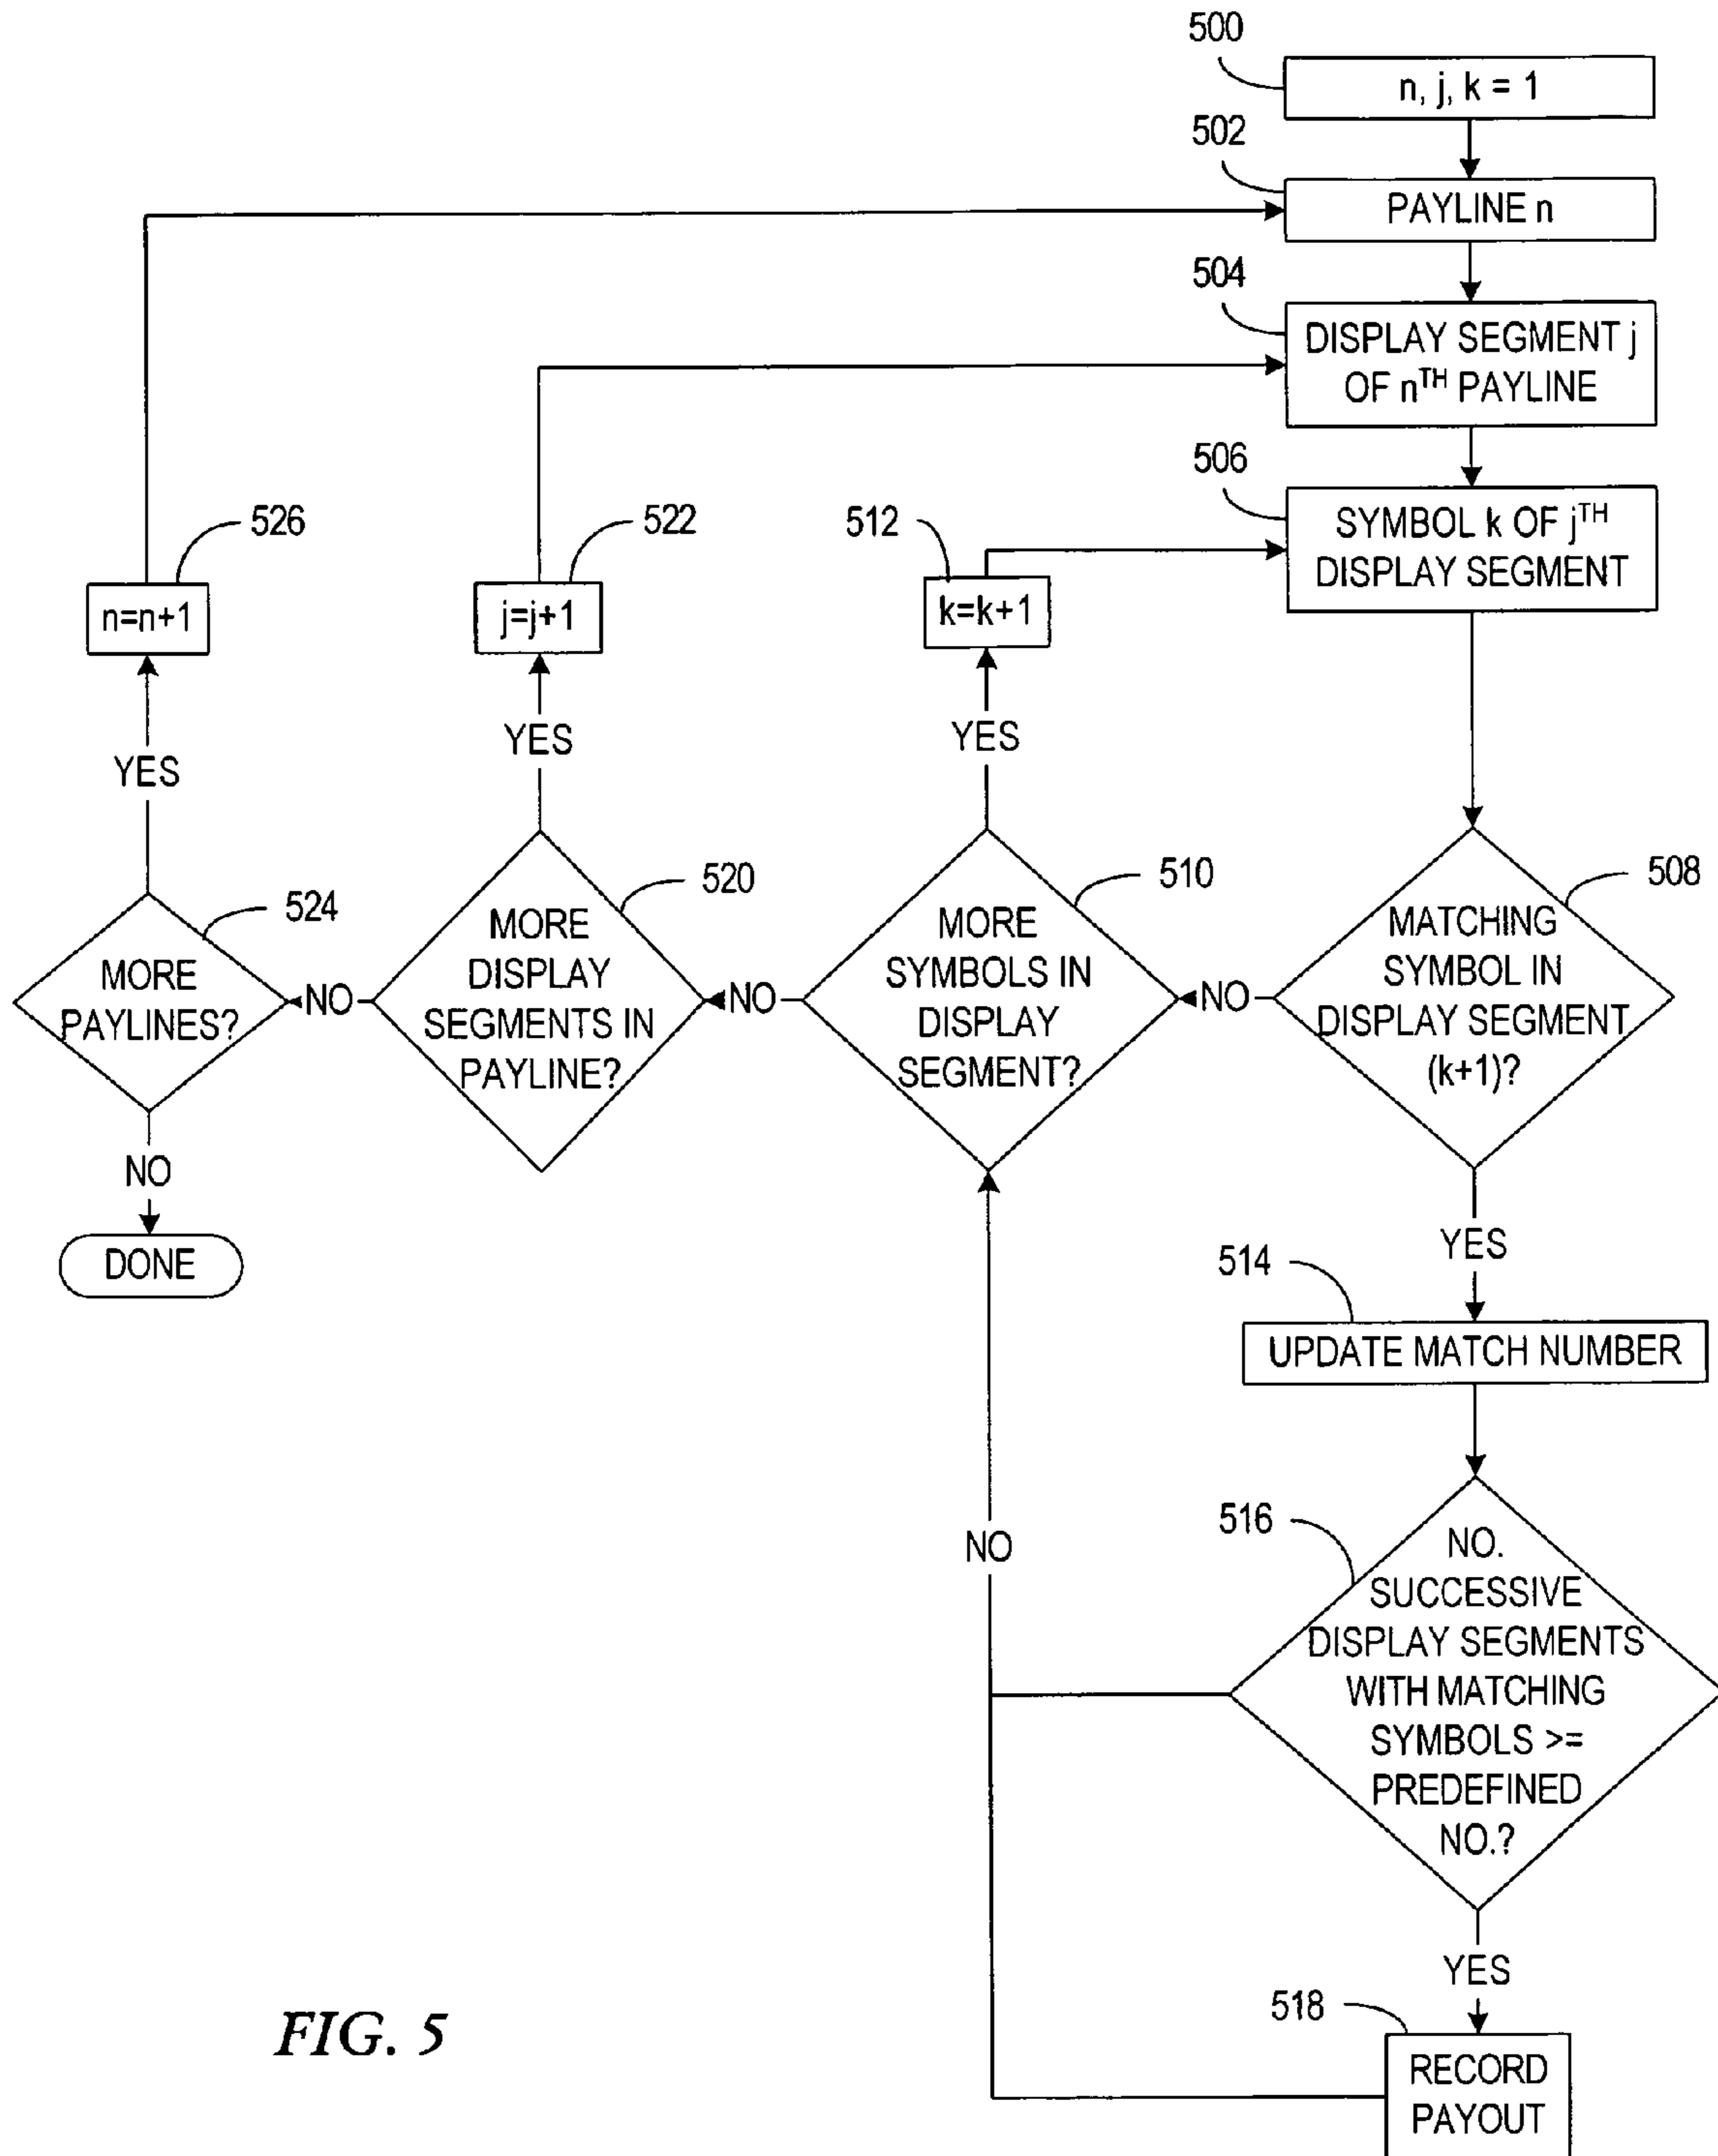 500
n, j, k = 1
502
PAYLINE n
504
DISPLAY SEGMENT j
OF nTH PAYLINE
506
SYMBOL k OF jTH
DISPLAY SEGMENT
526
n=n+1
522
j=j+1
512
k=k+1
YES
YES
YES
524
MORE
PAYLINES?
NO
520
MORE
DISPLAY
SEGMENTS IN
PAYLINE?
NO
510
MORE
SYMBOLS IN
DISPLAY
SEGMENT?
NO
508
MATCHING
SYMBOL IN
DISPLAY SEGMENT
(k+1)?
NO
DONE
YES
514
UPDATE MATCH NUMBER
516
NO.
SUCCESSIVE
DISPLAY SEGMENTS
WITH MATCHING
SYMBOLS >=
PREDEFINED
NO.?
NO
YES
518
RECORD
PAYOUT
FIG. 5